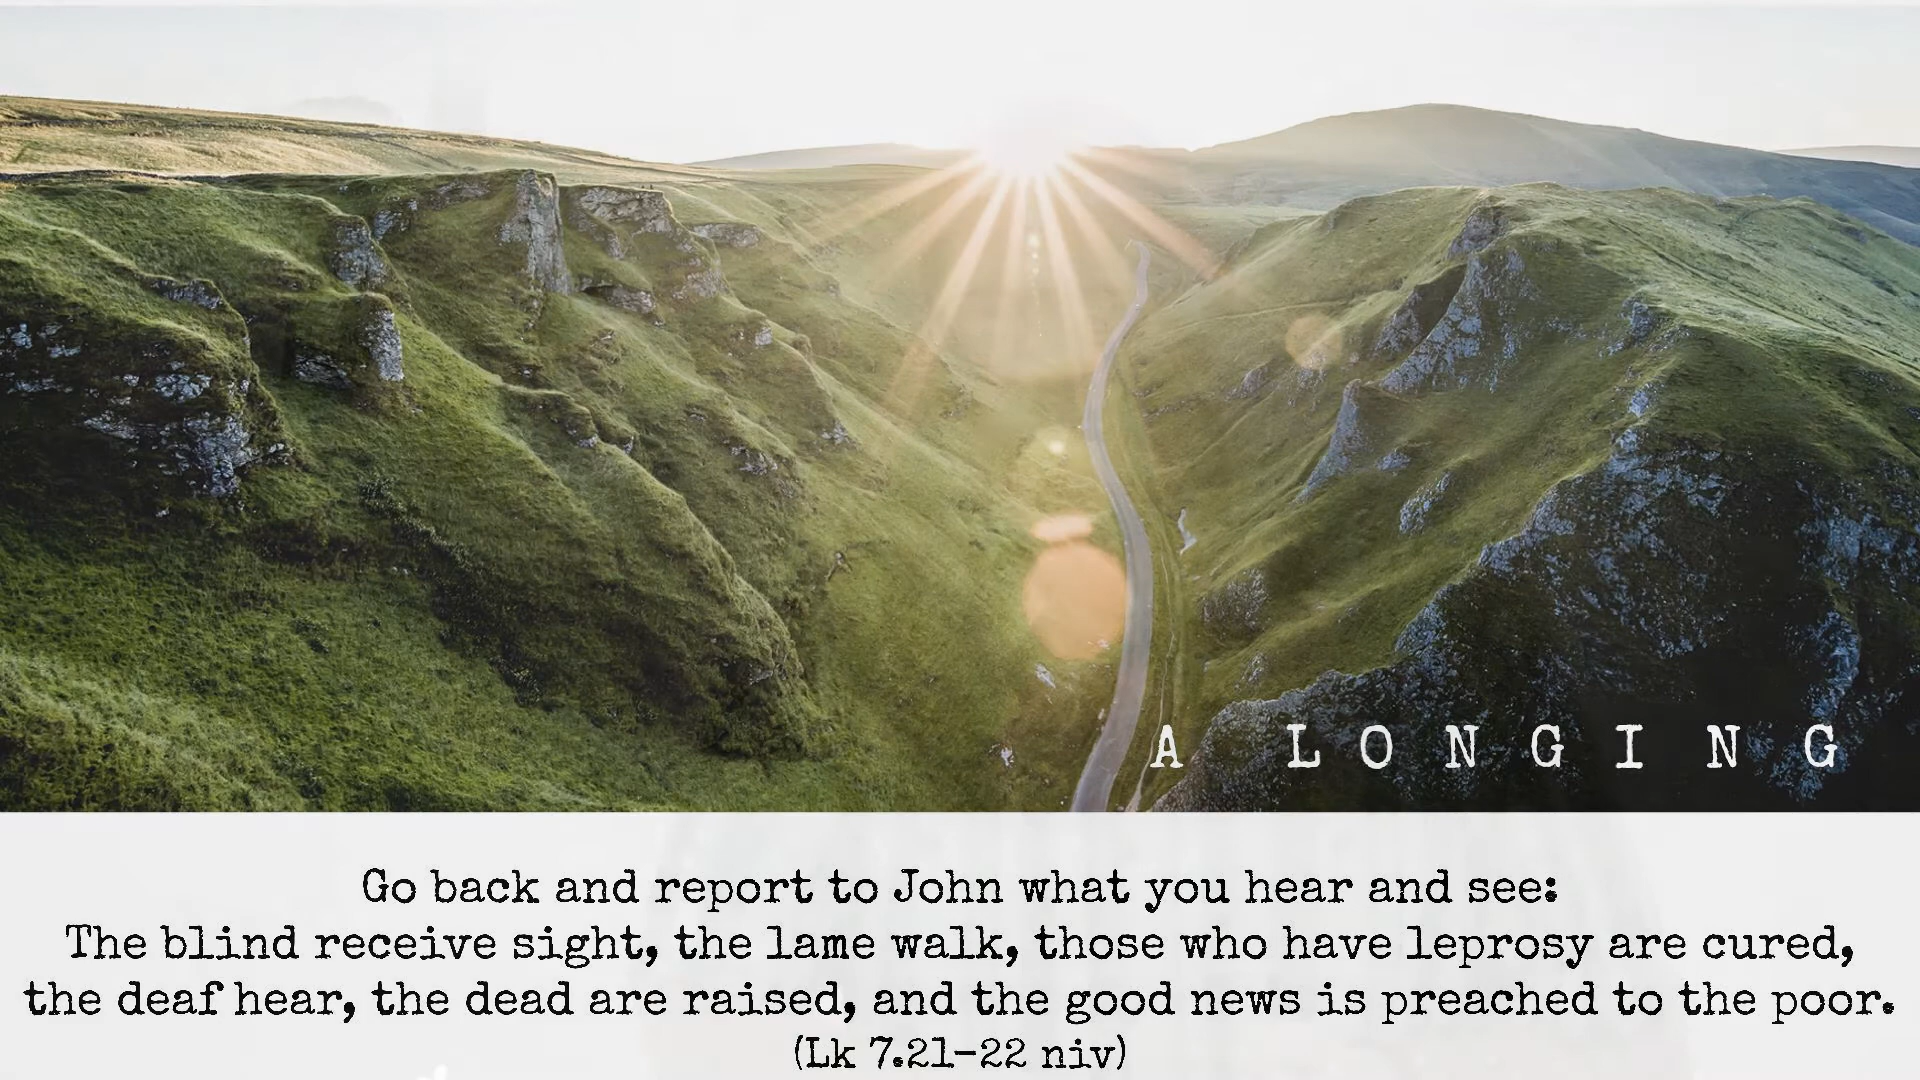 A LONGING
Go back and report to John what you hear and see:
The blind receive sight, the lame walk, those who have leprosy are cured,
the deaf hear, the dead are raised, and the good news is preached to the poor.
(Lk 7.21-22 niv)